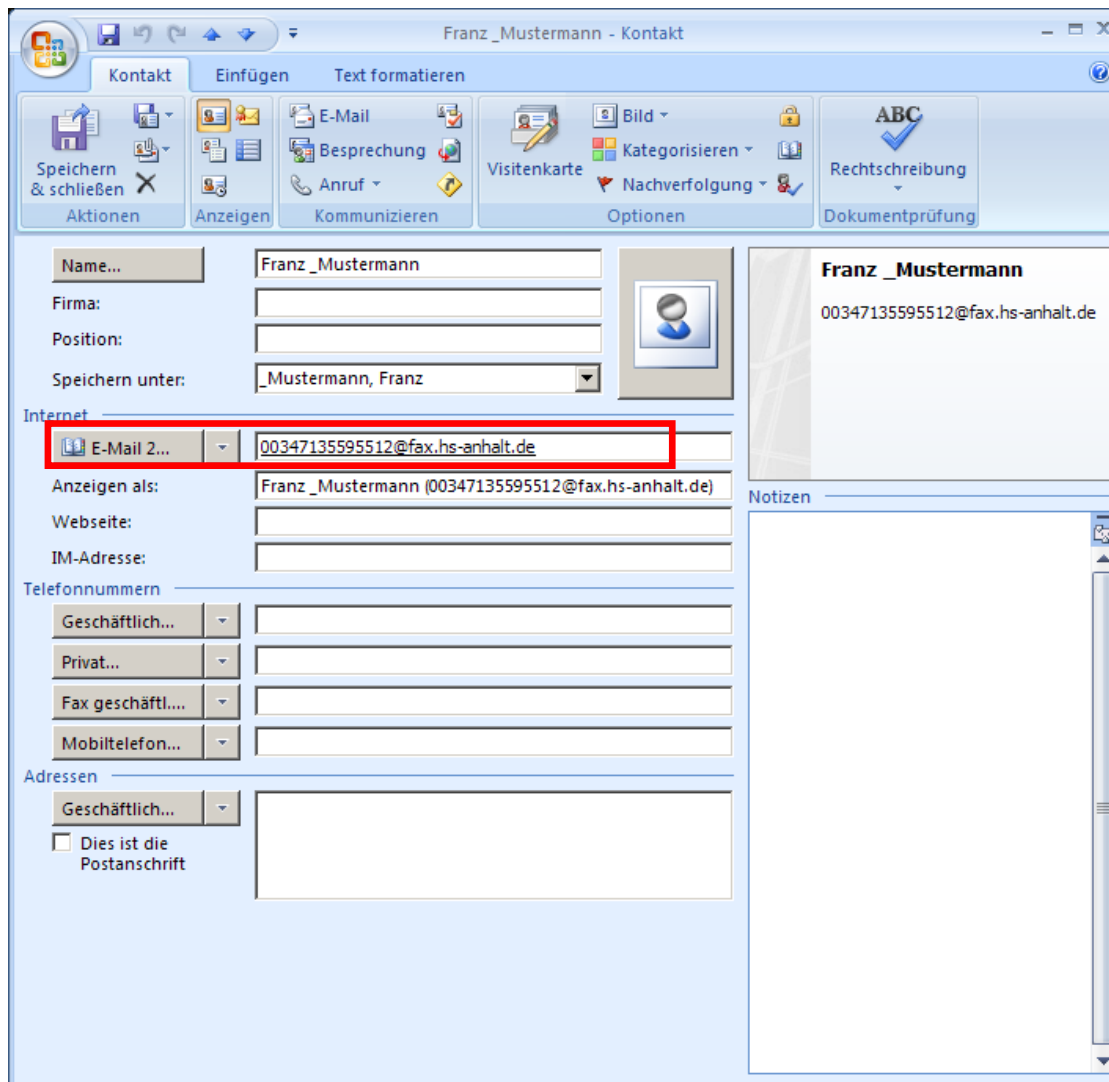 Franz _Mustermann - Kontakt
Kontakt Einfügen Text formatieren
Speichern & schließen
E-Mail
Besprechung
Anruf
Visitenkarte
Bild
Kategorisieren
Nachverfolgung
ABC
Rechtschreibung
Aktionen Anzeigen Kommunizieren Optionen Dokumentprüfung
Name... Franz _Mustermann
Firma:
Position:
Speichern unter: _Mustermann, Franz
Franz _Mustermann
00347135595512@fax.hs-anhalt.de
Internet
E-Mail 2... 00347135595512@fax.hs-anhalt.de
Anzeigen als: Franz _Mustermann (00347135595512@fax.hs-anhalt.de)
Webseite:
IM-Adresse:
Notizen
Telefonnummern
Geschäftlich...
Privat...
Fax geschäftl....
Mobiltelefon...
Adressen
Geschäftlich...
Dies ist die
Postanschrift